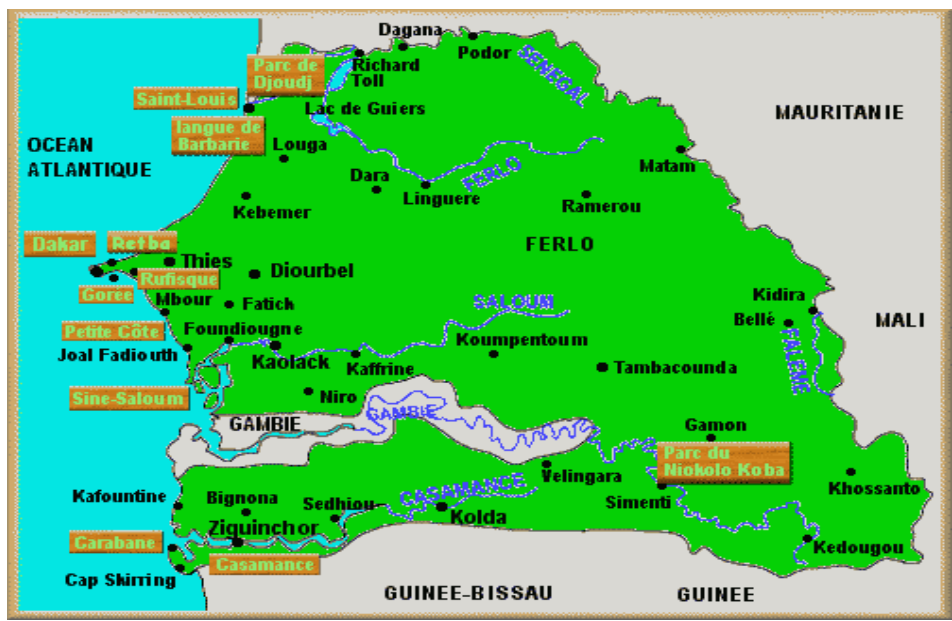 Dagana
Podor
Parc de
Djoudj
Richard
Toll
SENEGAL
Saint-Louis
Lac de Guiers
MAURITANIE
langue de
Barbarie
OCEAN
ATLANTIQUE
Louga
Matam
Dara
FERLO
Linguere
Kebemer
Ramerou
Dakar
Retba
FERLO
Thies
Diourbel
Rufisque
Goree
Mbour
Fatick
SALOUM
Kidira
Petite Côte
Foundiougne
Bellé
MALI
Joal Fadiouth
Kaolack
Koumpentoum
Kaffrine
FALEME
Tambacounda
Sine-Saloum
Niro
GAMBIE
GAMBIE
Gamon
Parc du
Niokolo Koba
Velingara
Khossanto
Kafountine
Bignona
Sedhiou
CASAMANCE
Simenti
Ziquinchor
Kolda
Carabane
Casamance
Kedougou
Cap Skirring
GUINEE-BISSAU
GUINEE